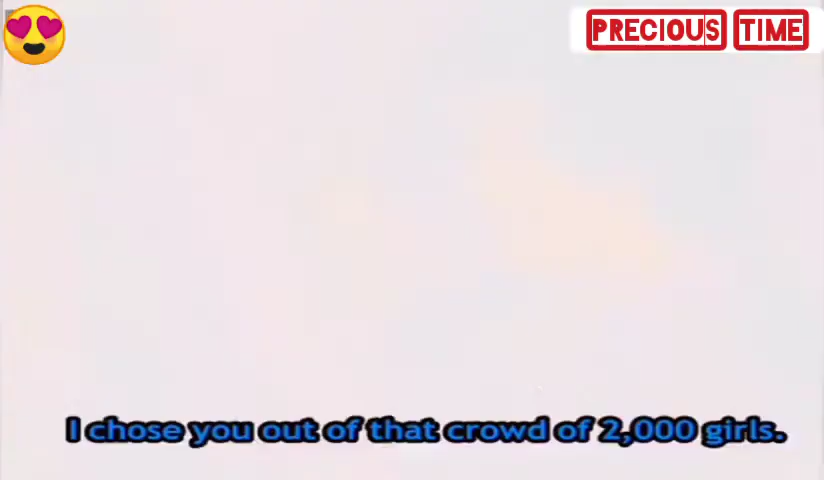 PRECIOUS TIME
I chose you out of that crowd of 2,000 girls.